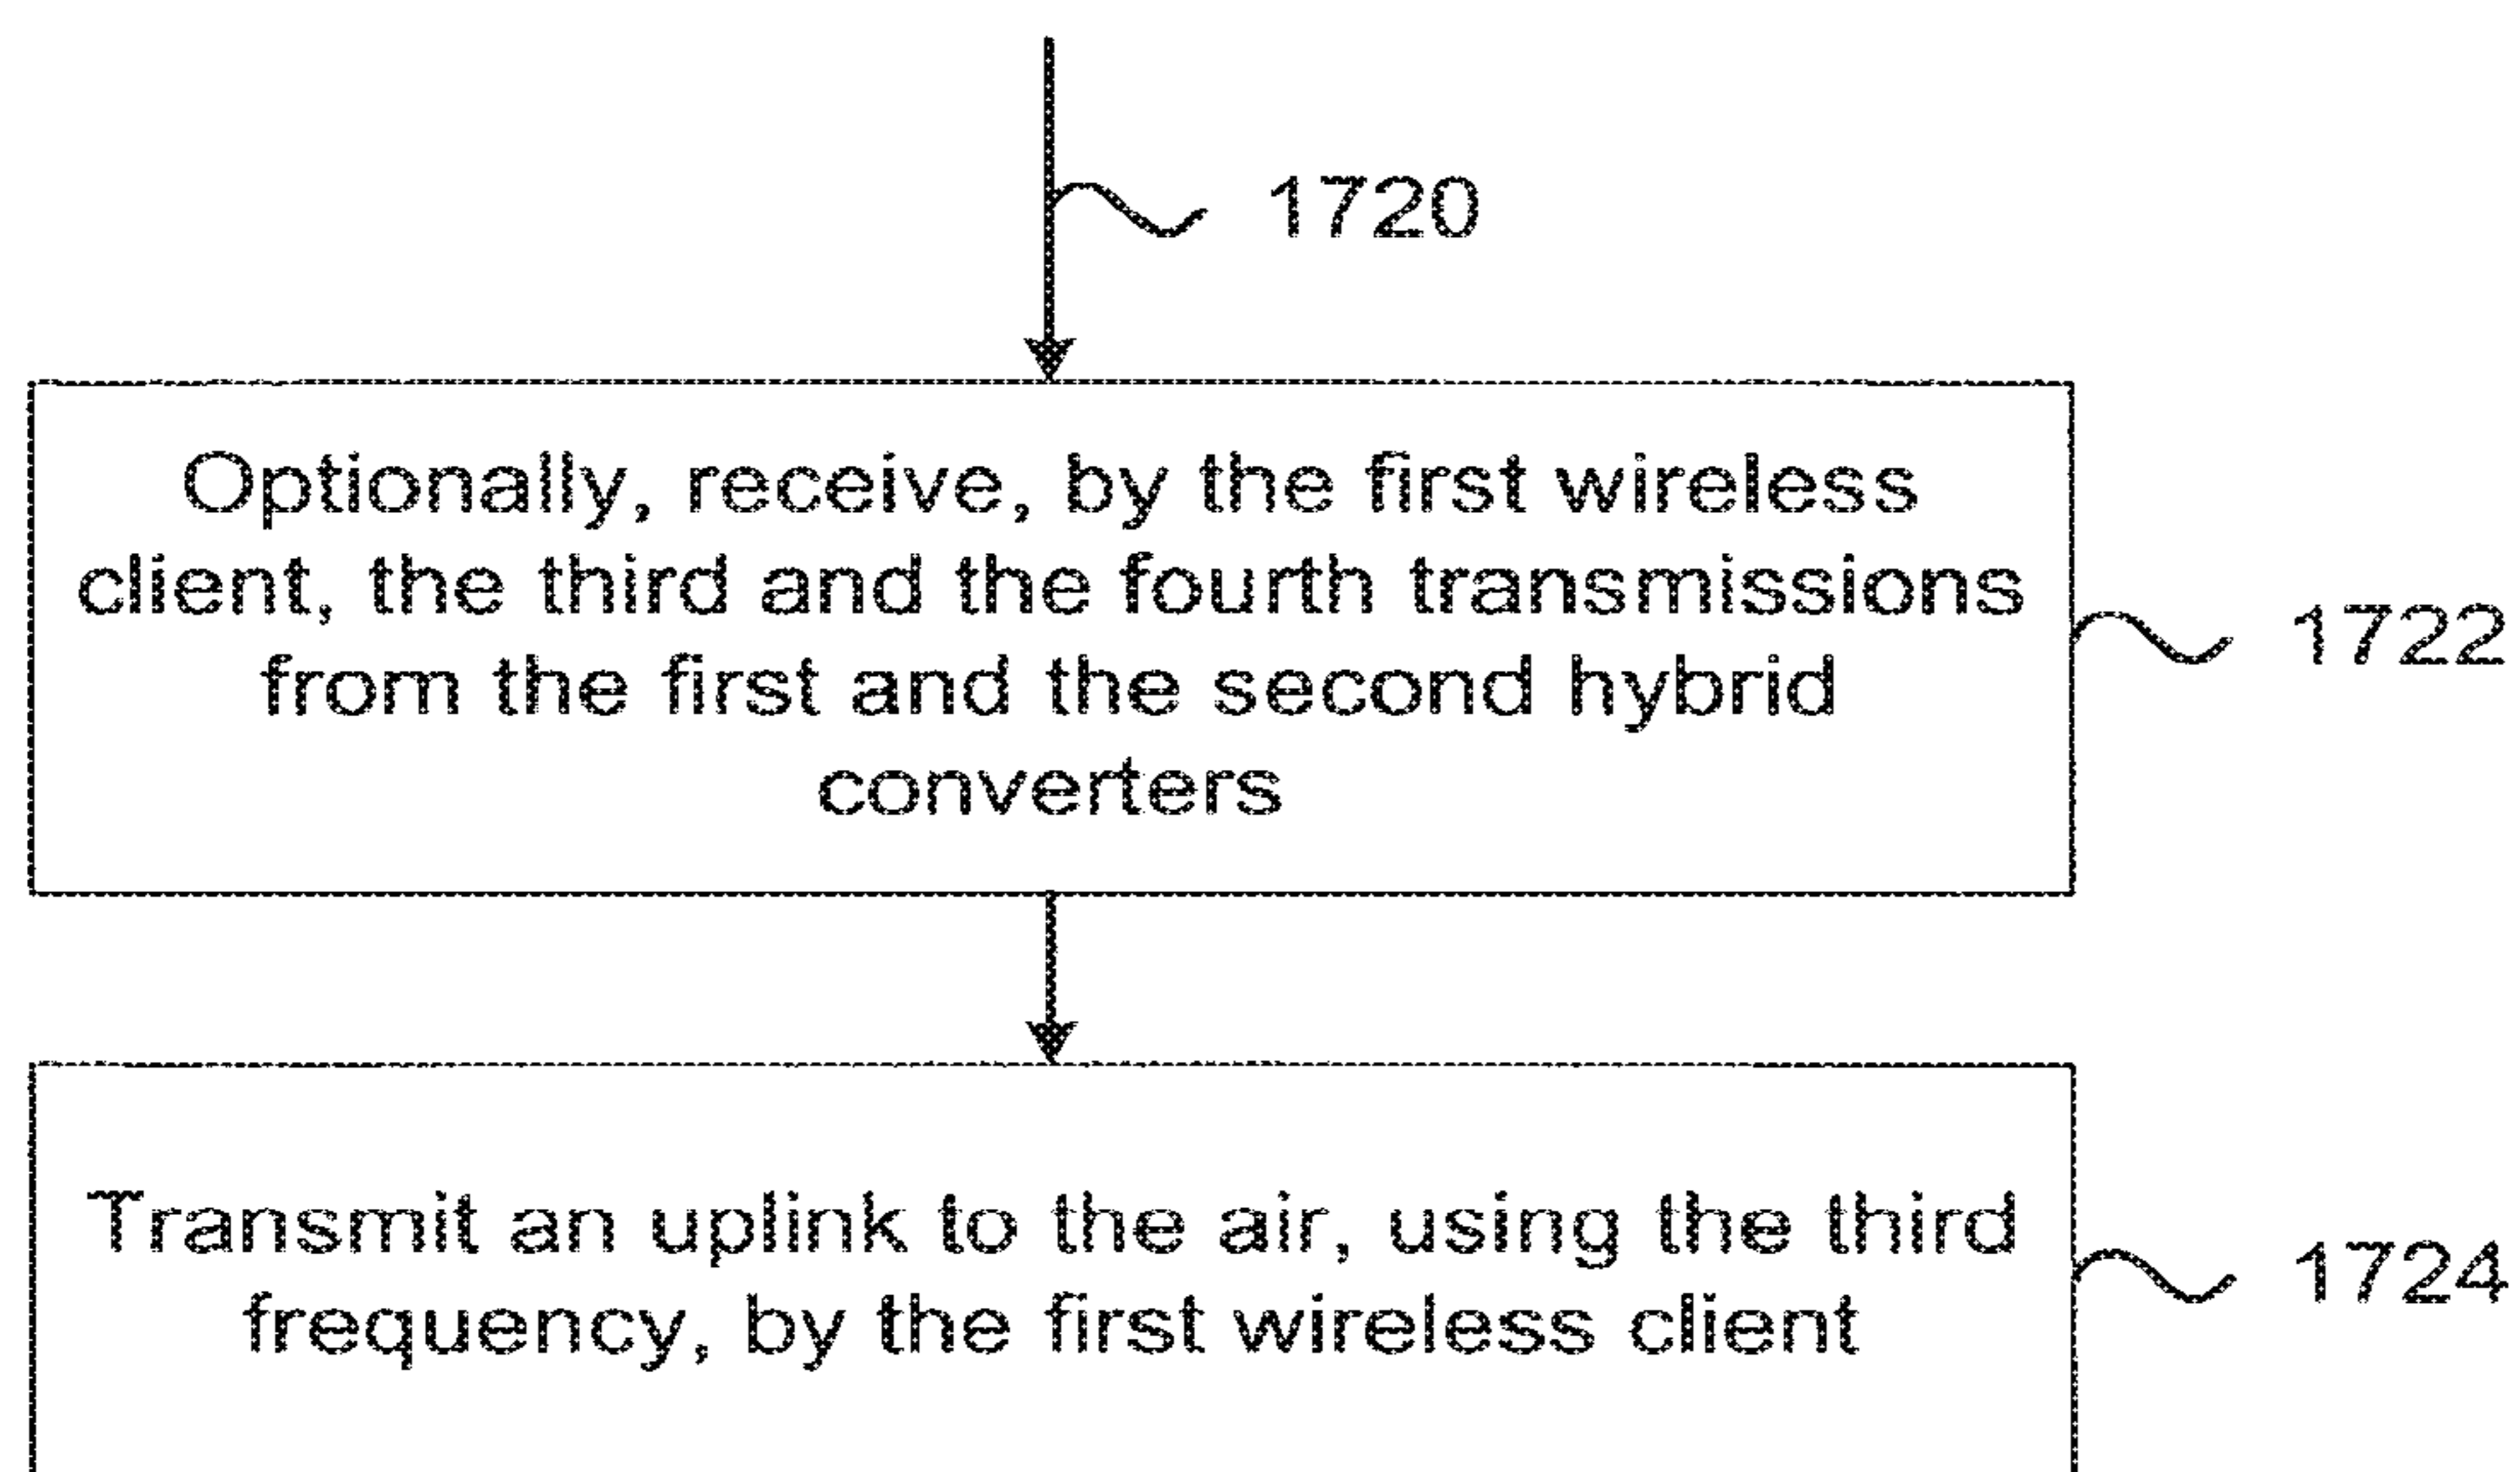 1720
Optionally, receive, by the first wireless
client, the third and the fourth transmissions
from the first and the second hybrid
converters
1722
Transmit an uplink to the air, using the third
frequency, by the first wireless client
1724